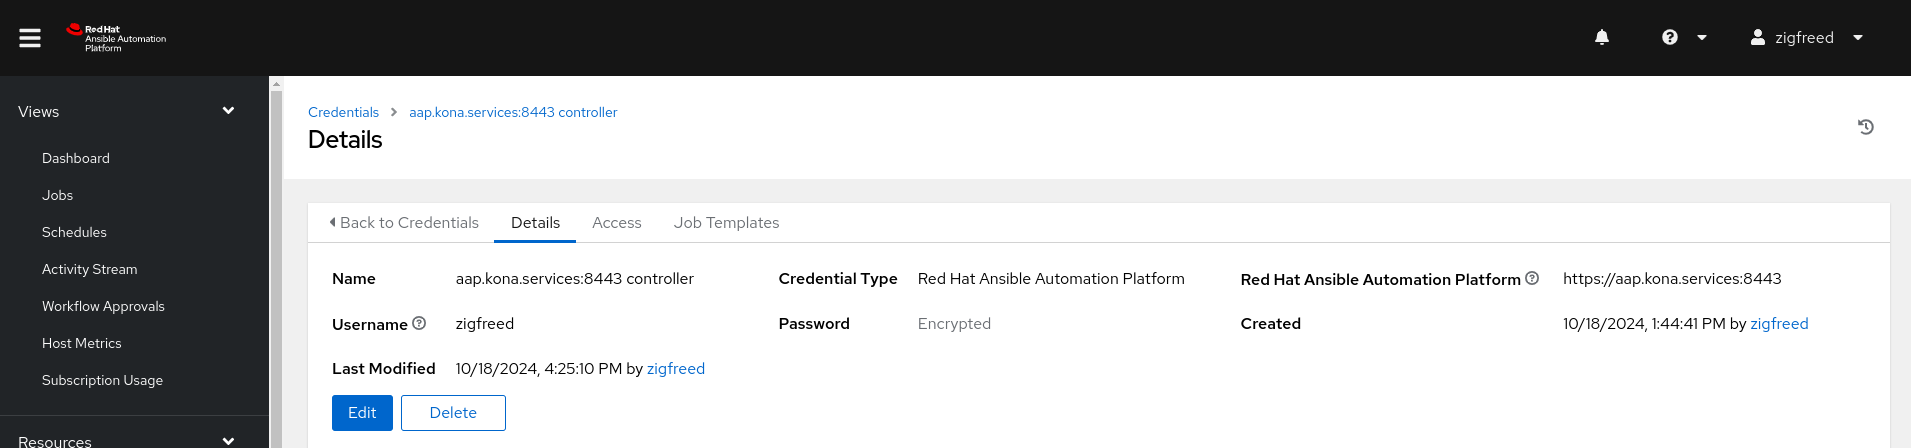 Red Hat
Ansible Automation
Platform
zigfreed
Views
Dashboard
Jobs
Schedules
Activity Stream
Workflow Approvals
Host Metrics
Subscription Usage
Resources
Credentials > aap.kona.services:8443 controller
Details
Back to Credentials Details Access Job Templates
Name aap.kona.services:8443 controller Credential Type Red Hat Ansible Automation Platform Red Hat Ansible Automation Platform https://aap.kona.services:8443
Username zigfreed Password Encrypted Created 10/18/2024, 1:44:41 PM by zigfreed
Last Modified 10/18/2024, 4:25:10 PM by zigfreed
Edit Delete